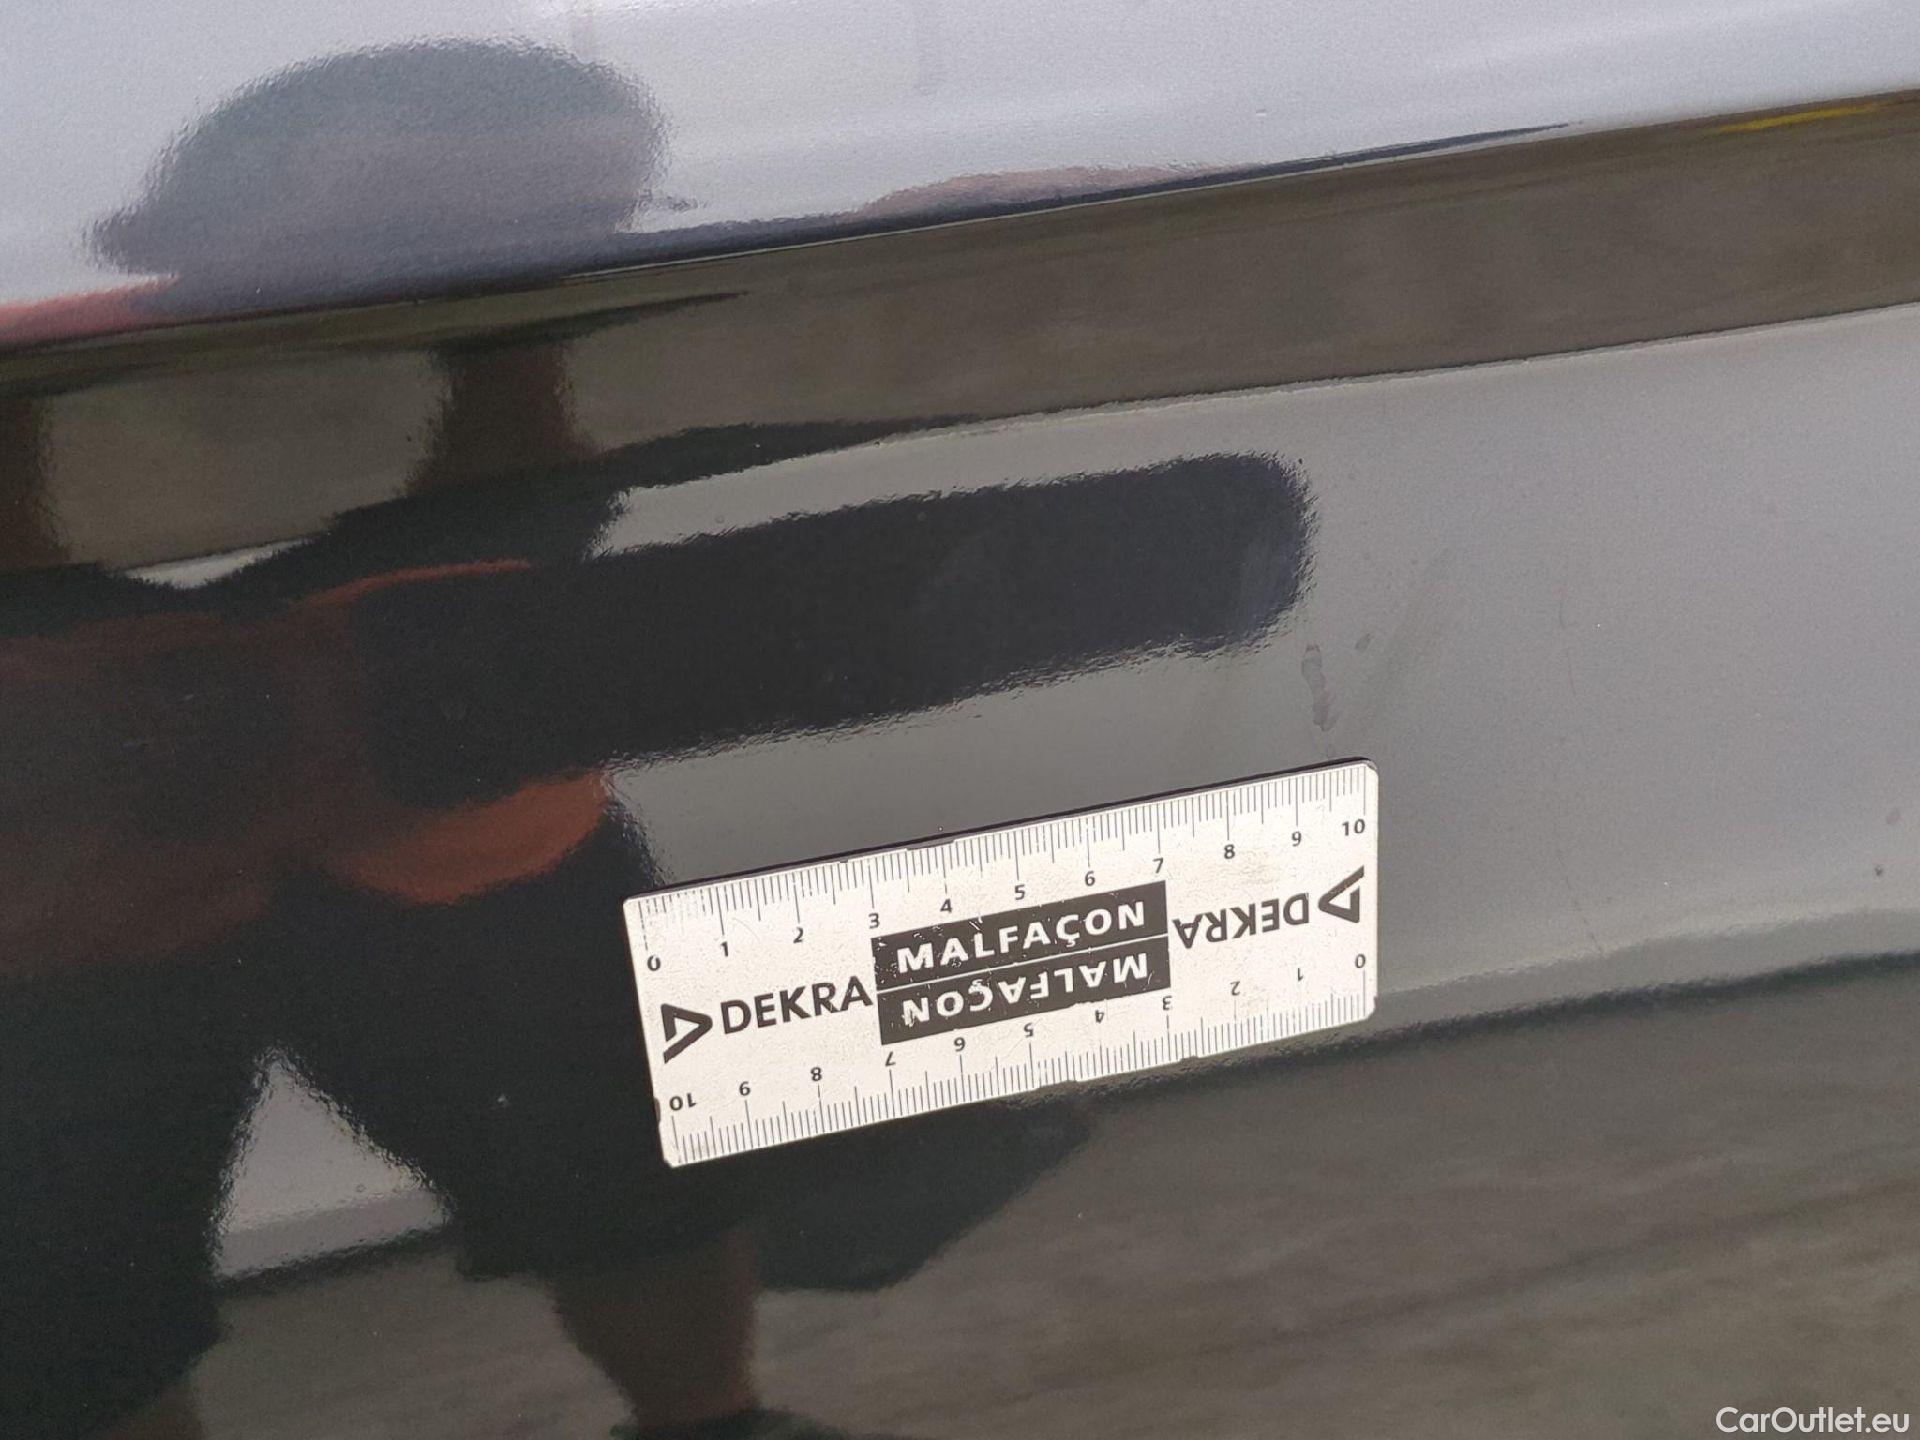 0 1 2 3 4 5 6 7 8 9 10
MALFAÇON
DEKRA
DEKRA
MALFAÇON
0 1 2 3 4 5 6 7 8 9 10
CarOutlet.eu